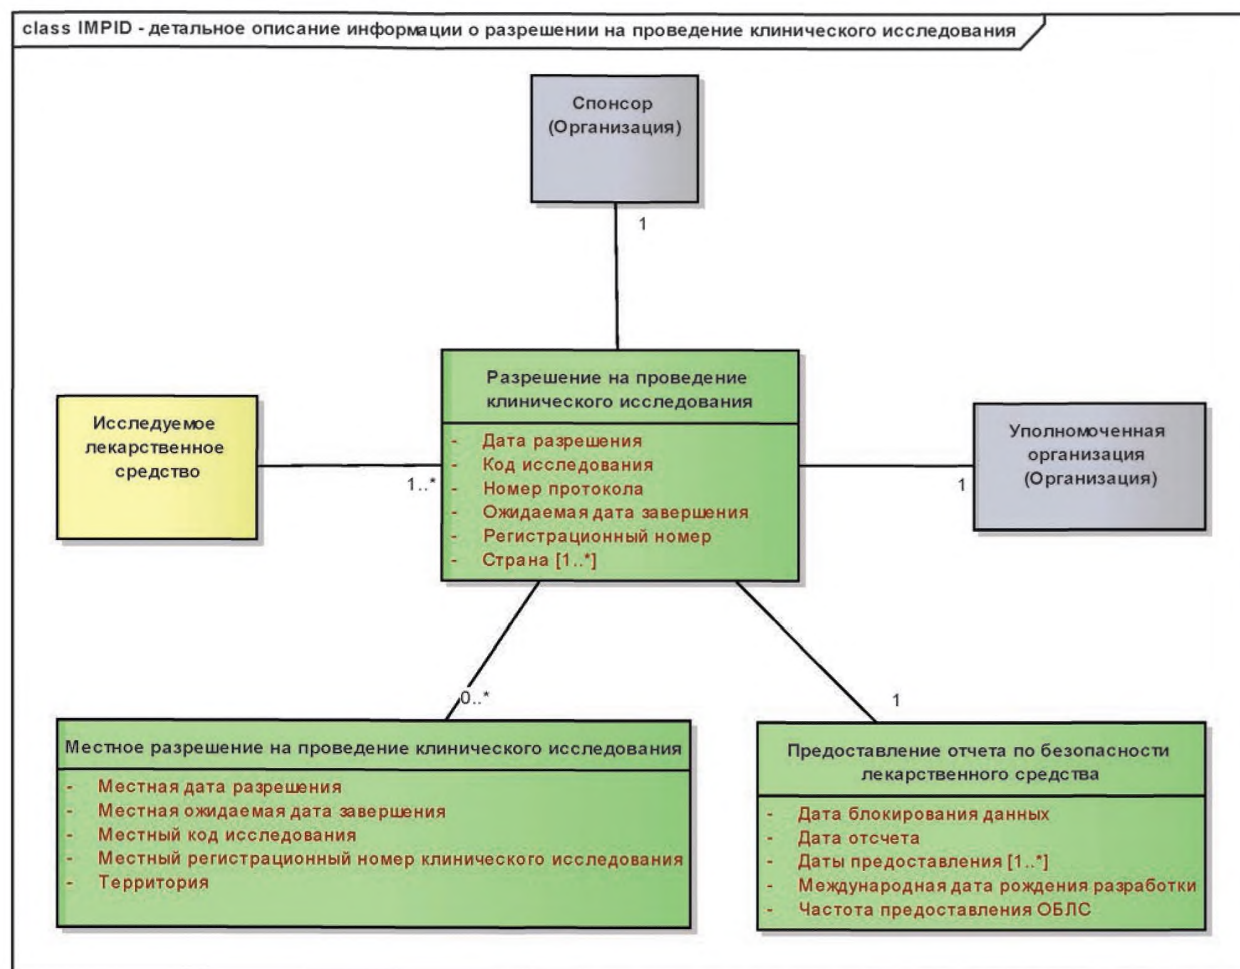 class IMPID - детальное описание информации о разрешении на проведение клинического исследования
Спонсор
(Организация)
1
Разрешение на проведение
клинического исследования
- Дата разрешения
- Код исследования
- Номер протокола
- Ожидаемая дата завершения
- Регистрационный номер
- Страна [1..*]
Исследуемое
лекарственное
средство
1..*
Уполномоченная
организация
(Организация)
1
0..*
1
Местное разрешение на проведение клинического исследования
- Местная дата разрешения
- Местная ожидаемая дата завершения
- Местный код исследования
- Местный регистрационный номер клинического исследования
- Территория
Предоставление отчета по безопасности
лекарственного средства
- Дата блокирования данных
- Дата отсчета
- Даты предоставления [1..*]
- Международная дата рождения разработки
- Частота предоставления ОБЛС